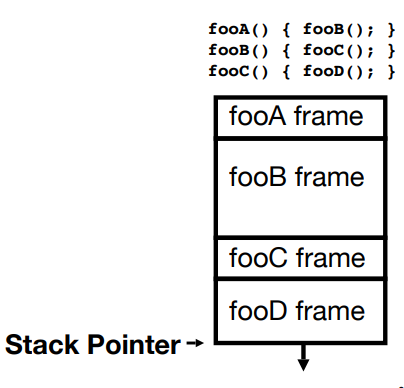 fooA() { fooB(); }
fooB() { fooC(); }
fooC() { fooD(); }
fooA frame
fooB frame
fooC frame
fooD frame
Stack Pointer